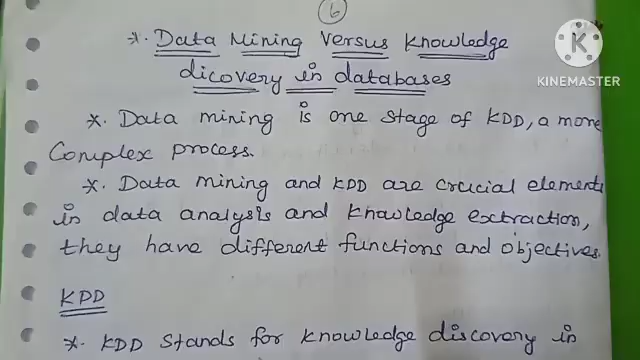 6
*. Data Mining Versus Knowledge
dicovery in databases
KINEMASTER
*. Data mining is one stage of KDD, a more
Complex process.
*. Data mining and KDD are crucial elements
in data analysis and knowledge extraction,
they have different functions and objectives.
KDD
*. KDD Stands for knowledge discovery in